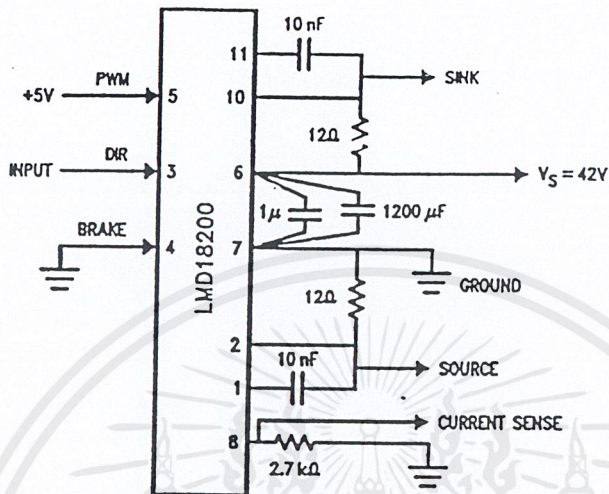 10 nF
11
SINK
PWM
+5V
5
10
12Ω
DIR
INPUT
3
6
V_S = 42V
1μ
1200 μF
BRAKE
4
7
GROUND
LMD18200
12Ω
2
10 nF
SOURCE
1
CURRENT SENSE
8
2.7 kΩ